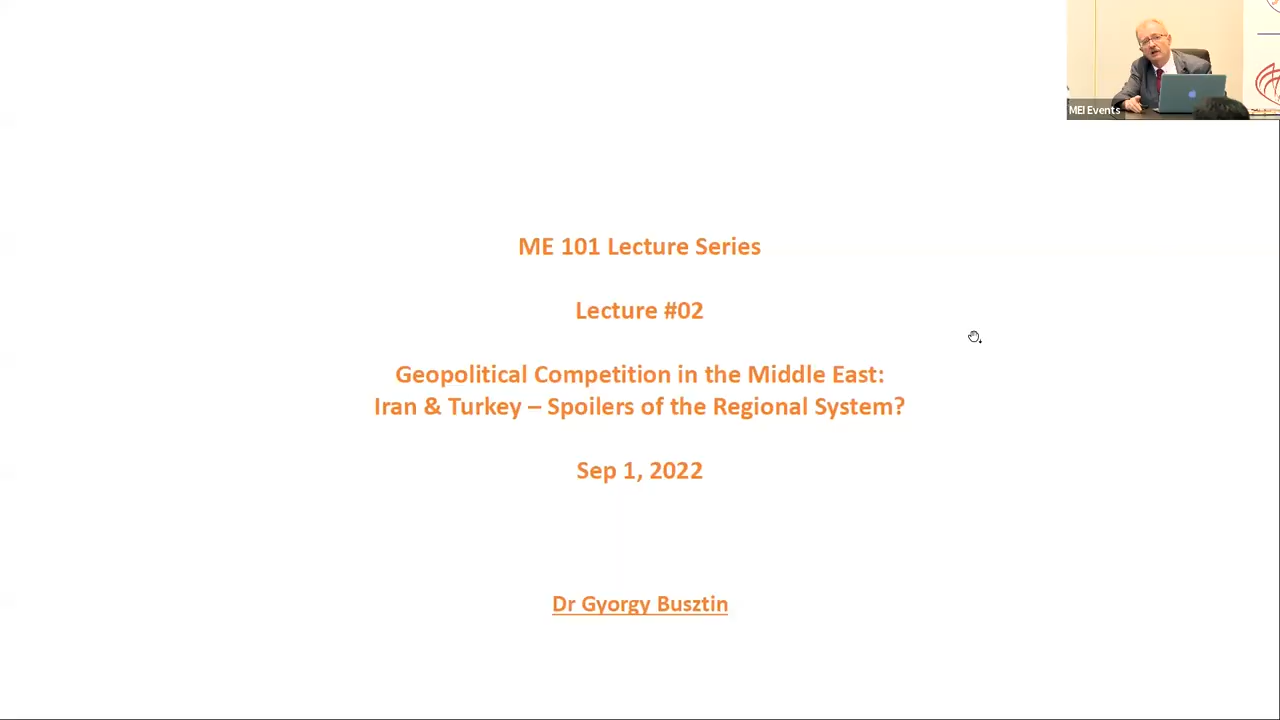 MEI Events
ME 101 Lecture Series
Lecture #02
Geopolitical Competition in the Middle East:
Iran & Turkey – Spoilers of the Regional System?
Sep 1, 2022
Dr Gyorgy Busztin